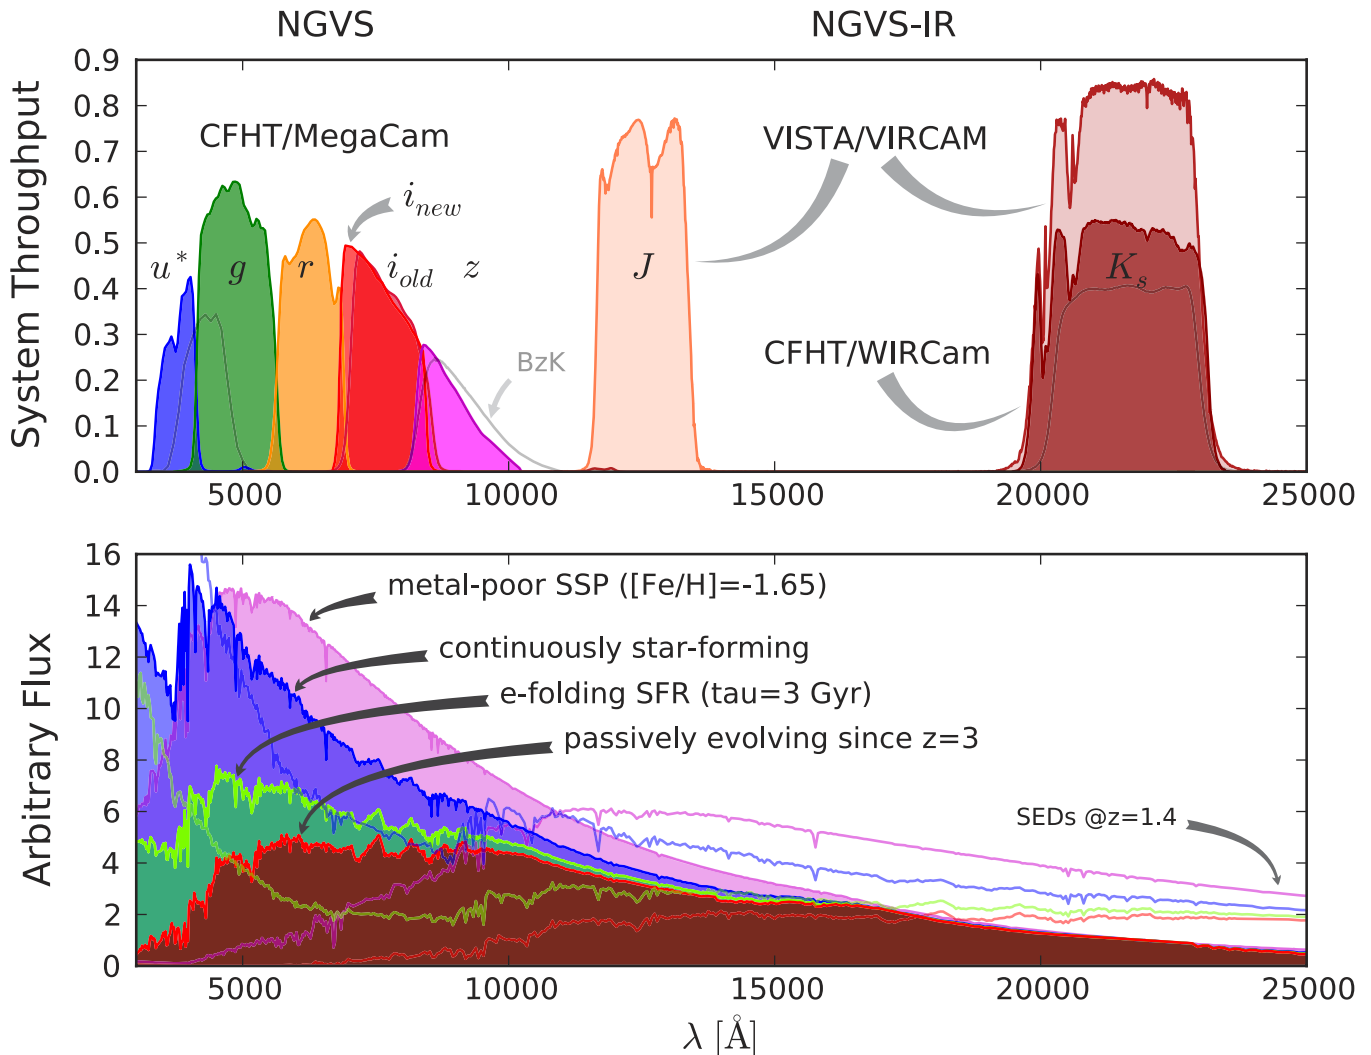 NGVS NGVS-IR
System Throughput
0.9
0.8
0.7
0.6
0.5
0.4
0.3
0.2
0.1
0.0
CFHT/MegaCam
VISTA/VIRCAM
i_new
u* g r i_old z J K_s
CFHT/WIRCam
BzK
5000 10000 15000 20000 25000
Arbitrary Flux
16
14
12
10
8
6
4
2
0
metal-poor SSP ([Fe/H]=-1.65)
continuously star-forming
e-folding SFR (tau=3 Gyr)
passively evolving since z=3
SEDs @z=1.4
5000 10000 15000 20000 25000
λ [Å]